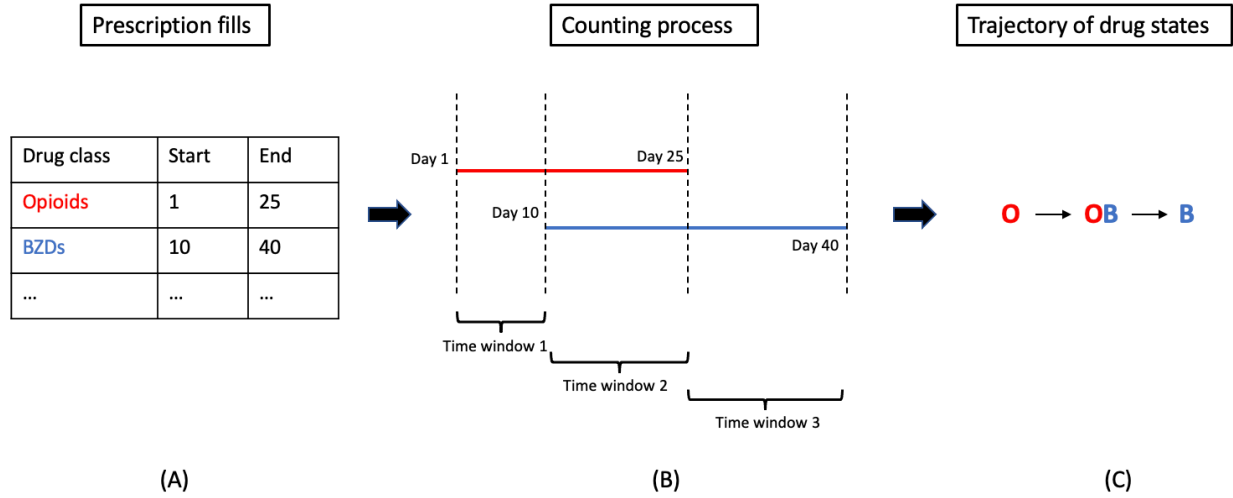 Prescription fills
Counting process
Trajectory of drug states
Drug class Start End
Opioids 1 25
BZDs 10 40
... ... ...
Day 1
Day 25
Day 10
Day 40
Time window 1
Time window 2
Time window 3
O → OB → B
(A)
(B)
(C)